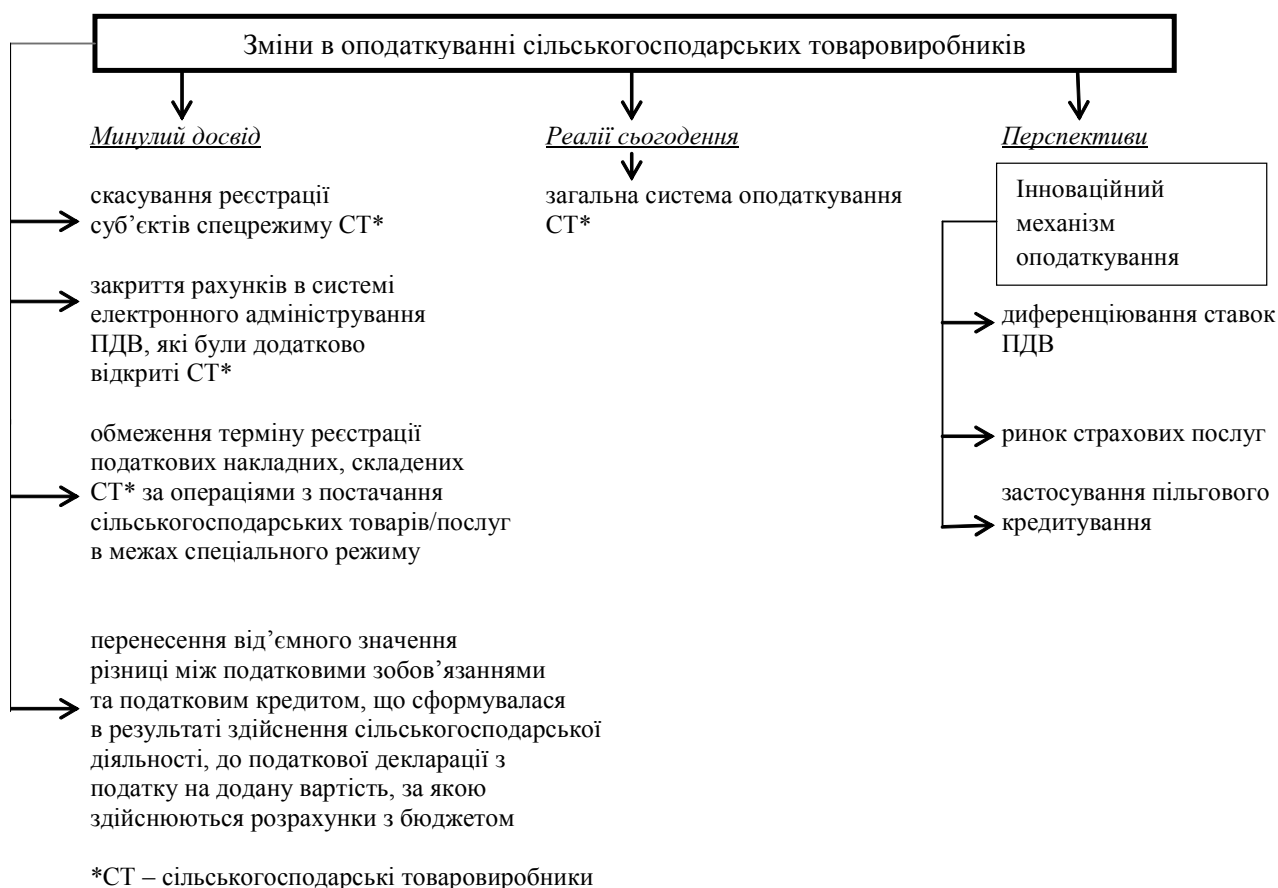 Зміни в оподаткуванні сільськогосподарських товаровиробників
Минулий досвід
скасування реєстрації
суб’єктів спецрежиму СТ*
закриття рахунків в системі
електронного адміністрування
ПДВ, які були додатково
відкриті СТ*
обмеження терміну реєстрації
податкових накладних, складених
СТ* за операціями з постачання
сільськогосподарських товарів/послуг
в межах спеціального режиму
перенесення від’ємного значення
різниці між податковими зобов’язаннями
та податковим кредитом, що сформувалася
в результаті здійснення сільськогосподарської
діяльності, до податкової декларації з
податку на додану вартість, за якою
здійснюються розрахунки з бюджетом
Реалії сьогодення
загальна система оподаткування
СТ*
Перспективи
Інноваційний
механізм
оподаткування
диференціювання ставок
ПДВ
ринок страхових послуг
застосування пільгового
кредитування
*СТ – сільськогосподарські товаровиробники